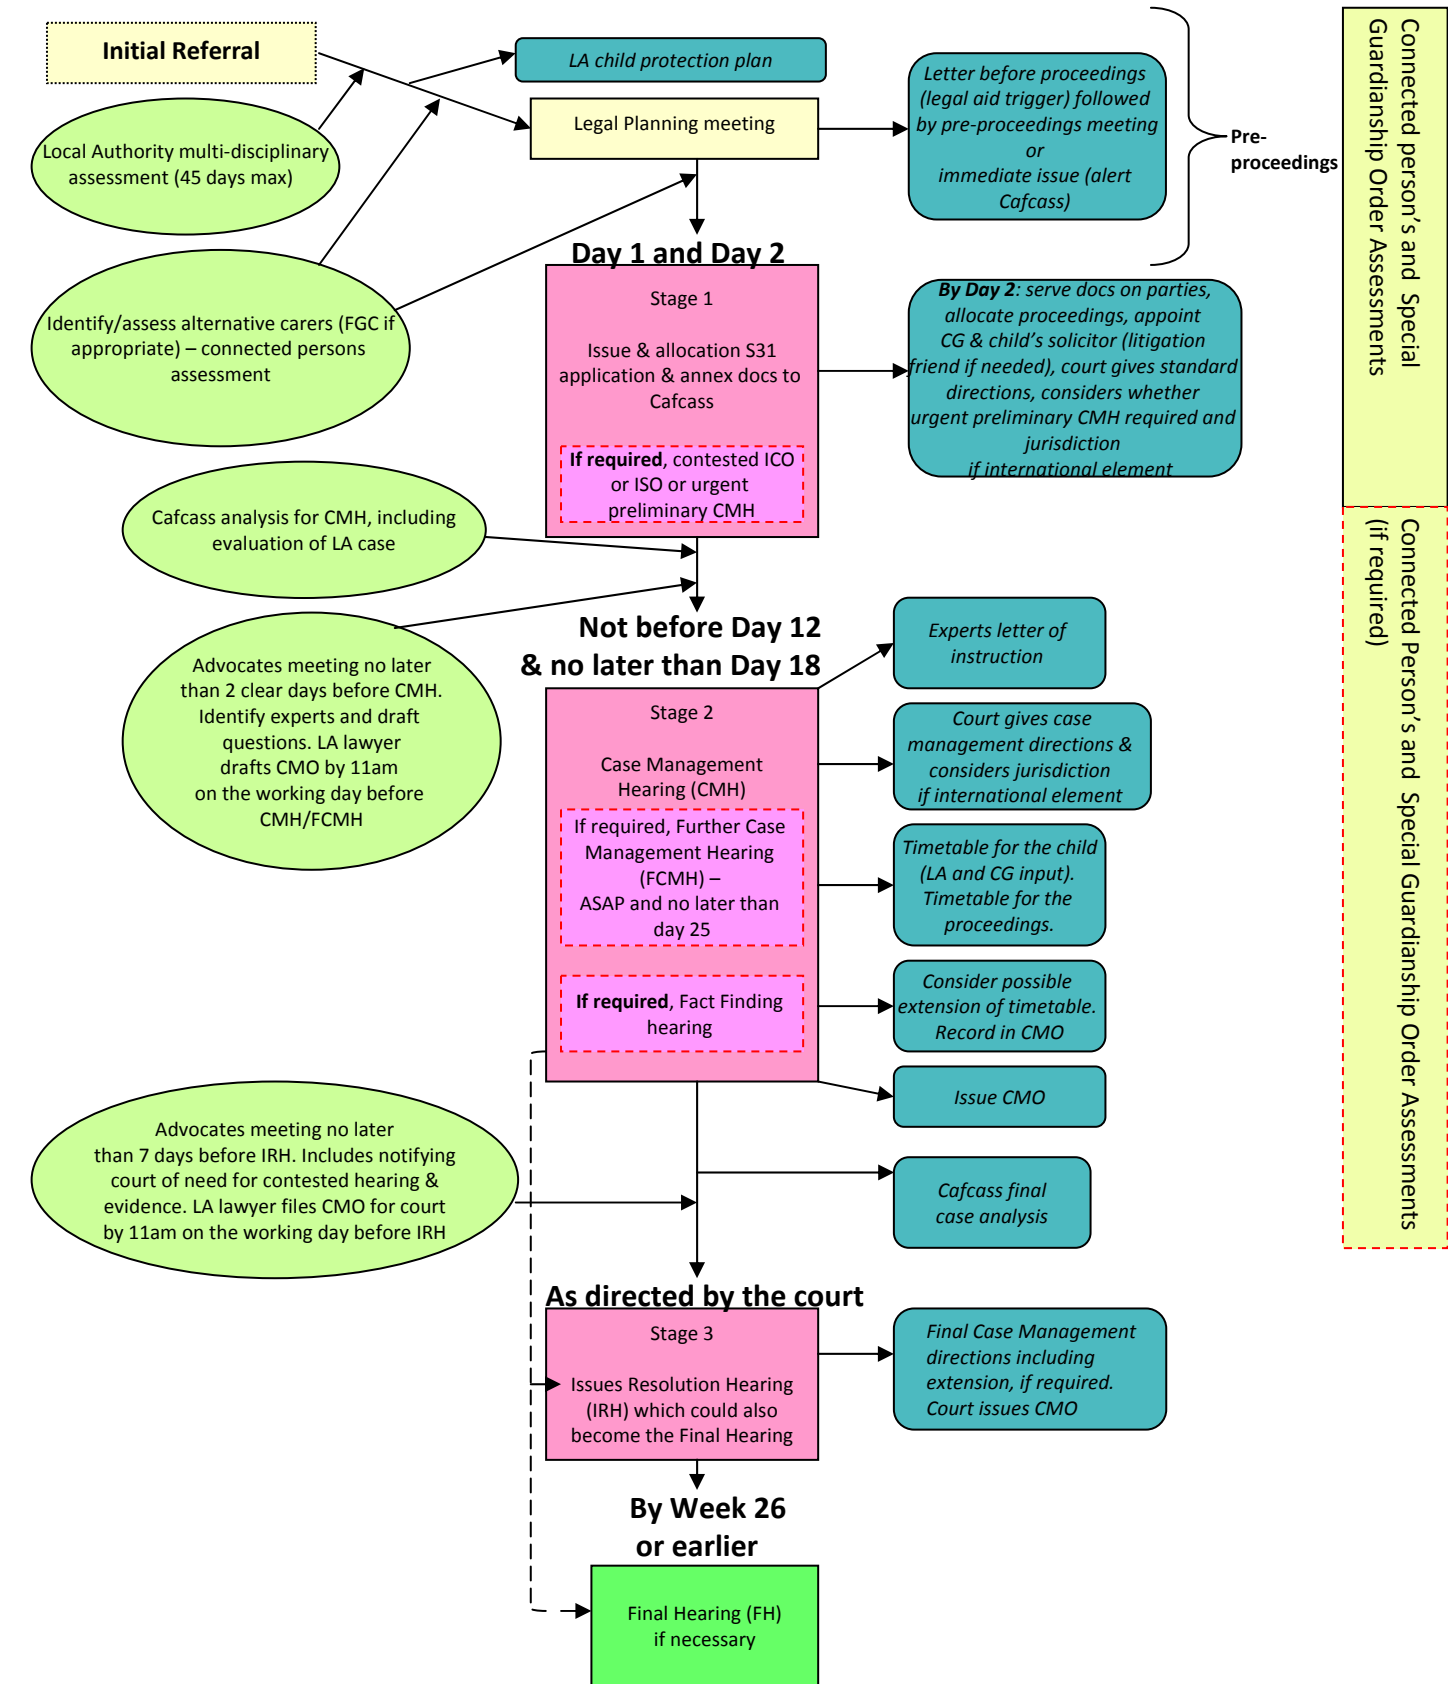 Initial Referral
LA child protection plan
Legal Planning meeting
Letter before proceedings
(legal aid trigger) followed
by pre-proceedings meeting
or
immediate issue (alert
Cafcass)
Pre-
proceedings
Connected person's and Special
Guardianship Order Assessments
Local Authority multi-disciplinary
assessment (45 days max)
Identify/assess alternative carers (FGC if
appropriate) – connected persons
assessment
Day 1 and Day 2
Stage 1
Issue & allocation S31
application & annex docs to
Cafcass
If required, contested ICO
or ISO or urgent
preliminary CMH
By Day 2: serve docs on parties,
allocate proceedings, appoint
CG & child's solicitor (litigation
friend if needed), court gives standard
directions, considers whether
urgent preliminary CMH required and
jurisdiction
if international element
Cafcass analysis for CMH, including
evaluation of LA case
Connected Person's and Special Guardianship Order Assessments
(if required)
Advocates meeting no later
than 2 clear days before CMH.
Identify experts and draft
questions. LA lawyer
drafts CMO by 11am
on the working day before
CMH/FCMH
Not before Day 12
& no later than Day 18
Stage 2
Case Management
Hearing (CMH)
If required, Further Case
Management Hearing
(FCMH) –
ASAP and no later than
day 25
If required, Fact Finding
hearing
Experts letter of
instruction
Court gives case
management directions &
considers jurisdiction
if international element
Timetable for the child
(LA and CG input).
Timetable for the
proceedings.
Consider possible
extension of timetable.
Record in CMO
Issue CMO
Advocates meeting no later
than 7 days before IRH. Includes notifying
court of need for contested hearing &
evidence. LA lawyer files CMO for court
by 11am on the working day before IRH
Cafcass final
case analysis
As directed by the court
Stage 3
Issues Resolution Hearing
(IRH) which could also
become the Final Hearing
Final Case Management
directions including
extension, if required.
Court issues CMO
By Week 26
or earlier
Final Hearing (FH)
if necessary